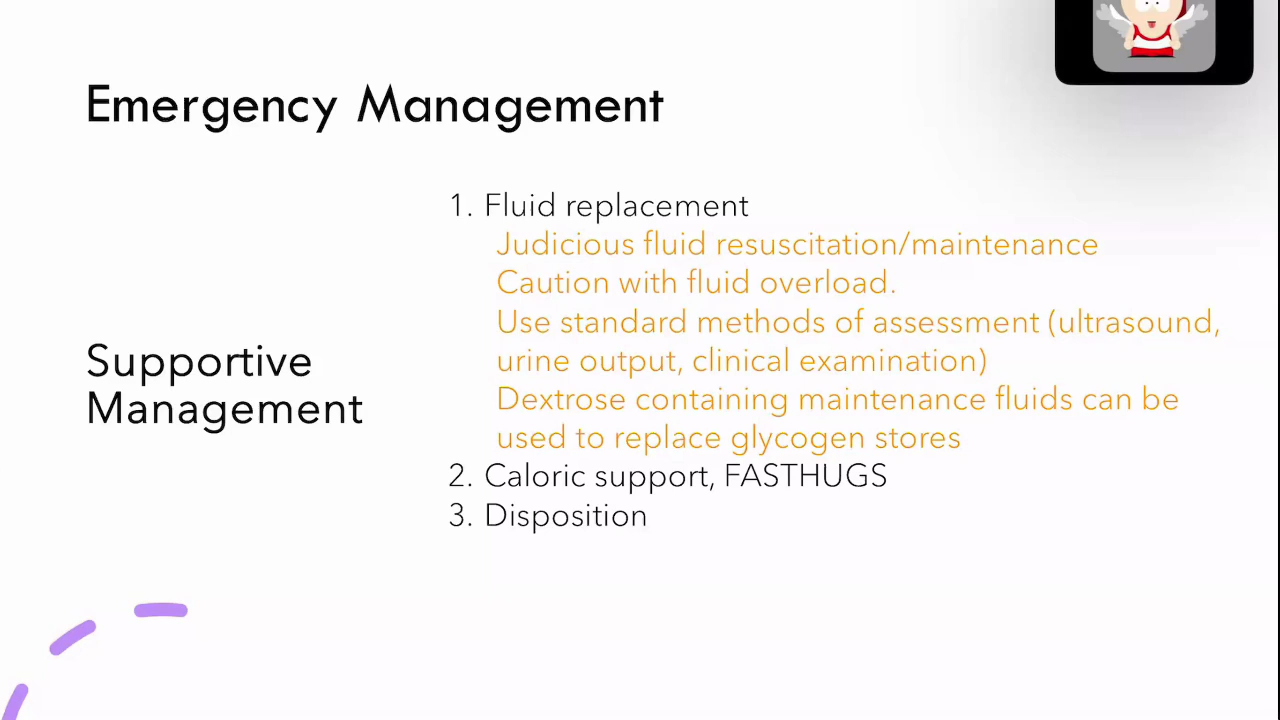 Emergency Management
Supportive
Management
1. Fluid replacement
Judicious fluid resuscitation/maintenance
Caution with fluid overload.
Use standard methods of assessment (ultrasound,
urine output, clinical examination)
Dextrose containing maintenance fluids can be
used to replace glycogen stores
2. Caloric support, FASTHUGS
3. Disposition